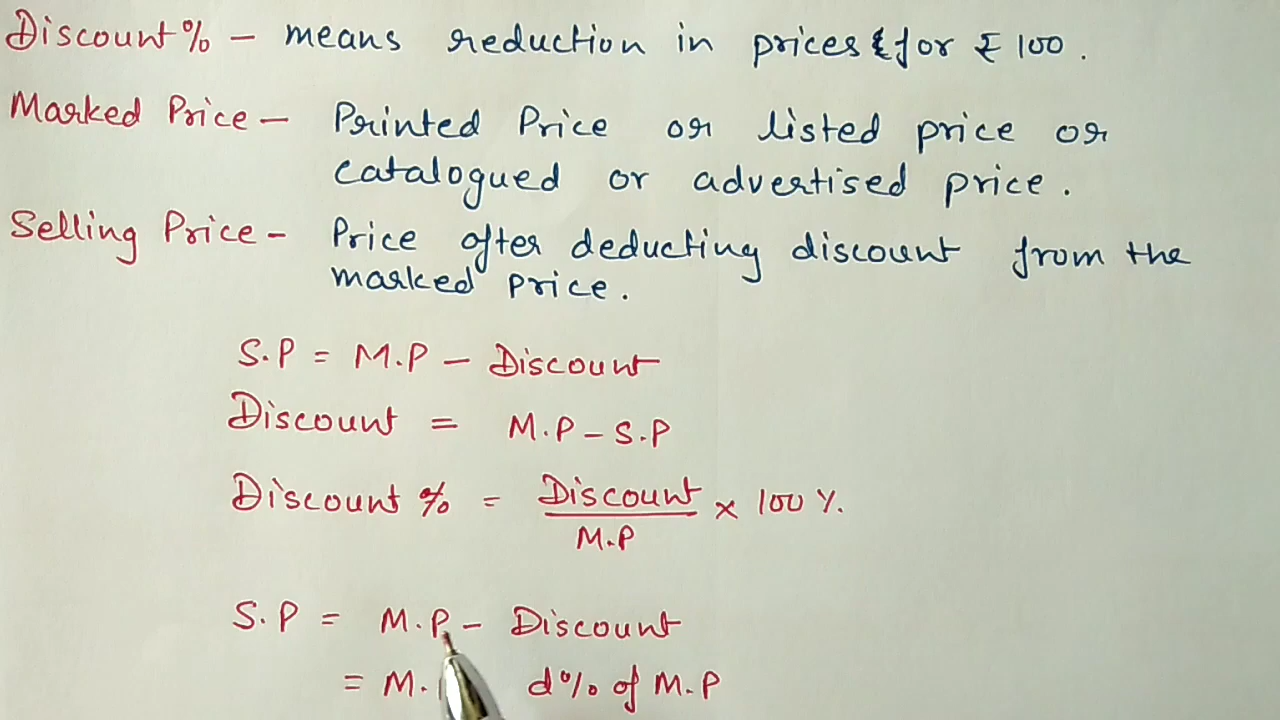 Discount% - means reduction in prices for ₹ 100.
Marked Price - Printed Price or listed price or
catalogued or advertised price.
Selling Price - Price after deducting discount from the
marked price.
S.P = M.P - Discount
Discount = M.P - S.P
Discount % = Discount / M.P × 100 %.
S.P = M.P - Discount
= M. d% of M.P